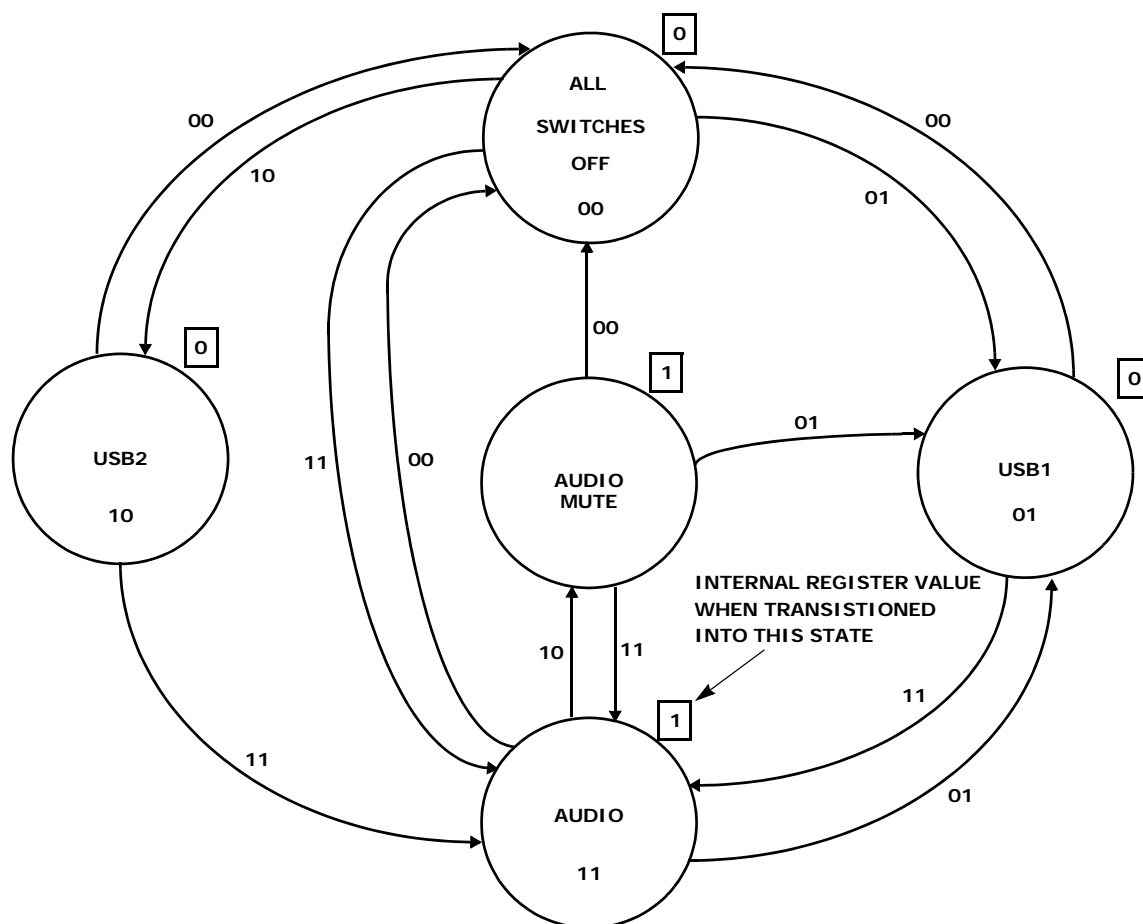 0
ALL
SWITCHES
OFF
00
00
10
00
01
0
00
1
0
USB2
10
11
00
AUDIO
MUTE
01
USB1
01
INTERNAL REGISTER VALUE
WHEN TRANSISTIONED
INTO THIS STATE
10
11
1
11
11
01
AUDIO
11